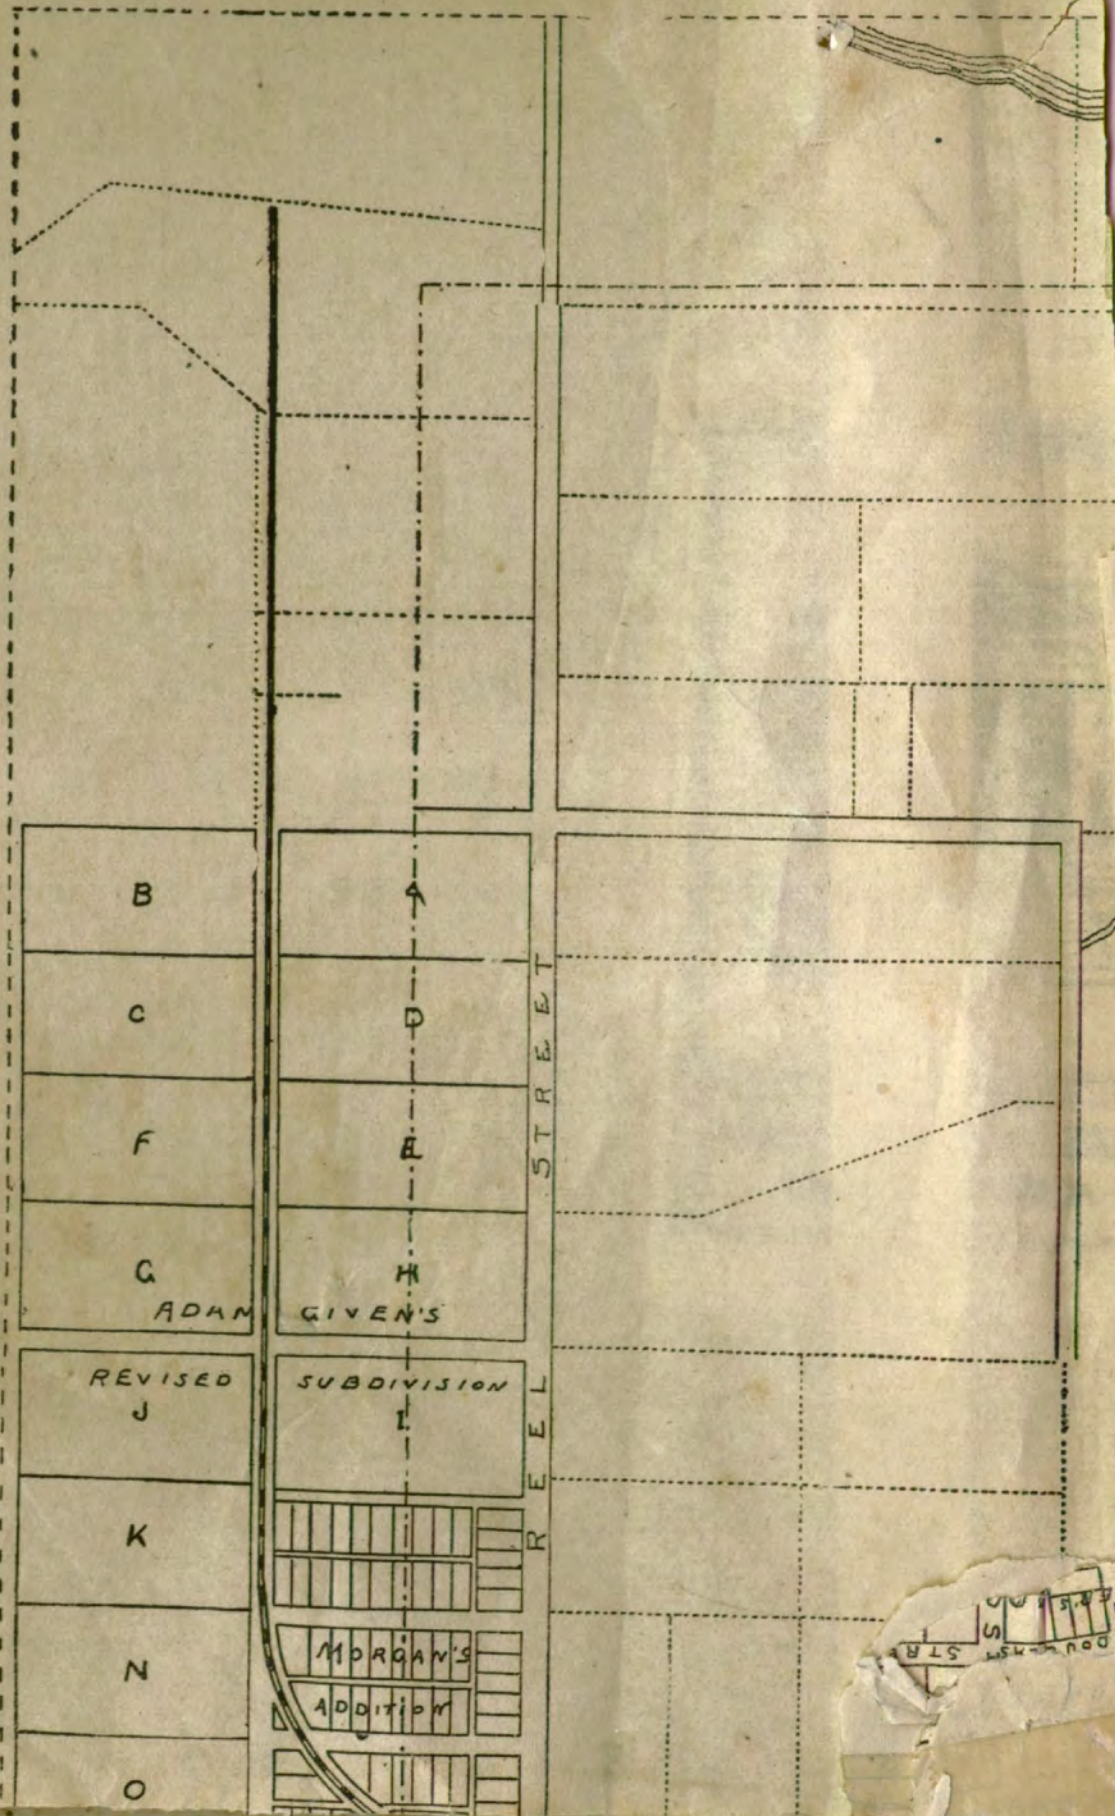 B A
C D
F E
G H
ADAM GIVEN'S
REVISED SUBDIVISION
J I
K
N
O
MORGAN'S
ADDITION
REEL STREET